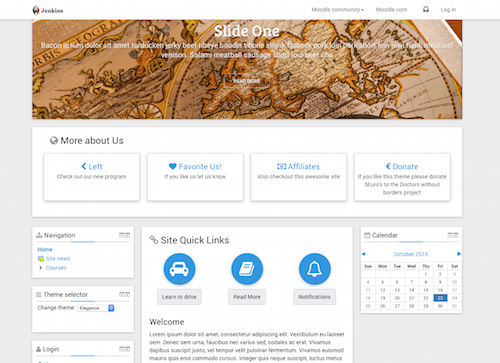 Jenkins
Moodle community
Moodle.com
Log in
Slide One
Bacon ipsum dolor sit amet turducken jerky beef ribeye boudin t-bone shank fatback pork loin pork short loin jowl flank meatloaf
venison. Salami meatball sausage short loin beef ribs
READ MORE
More about Us
Left
Check out our new program
Favorite Us!
If you like us let us know
Affiliates
Also checkout this awesome site
Donate
If you like this theme please donate
5Euro's to the Doctors without
borders project
Navigation
Home
Site news
Courses
Theme selector
Change theme: Elegance
Login
Site Quick Links
Learn to drive
Read More
Notifications
Welcome
Lorem ipsum dolor sit amet, consectetur adipiscing elit. Vestibulum eu laoreet
sem. Donec sem urna, faucibus nec varius sed, sodales ac erat. Vivamus
dapibus suscipit justo, vel tempor velit pulvinar fermentum. Vivamus euismod
mauris quis eros commodo cursus. Integer quis neque suscipit, luctus metus
Calendar
October 2015
Sun Mon Tue Wed Thu Fri Sat
1 2 3
4 5 6 7 8 9 10
11 12 13 14 15 16 17
18 19 20 21 22 23 24
25 26 27 28 29 30 31